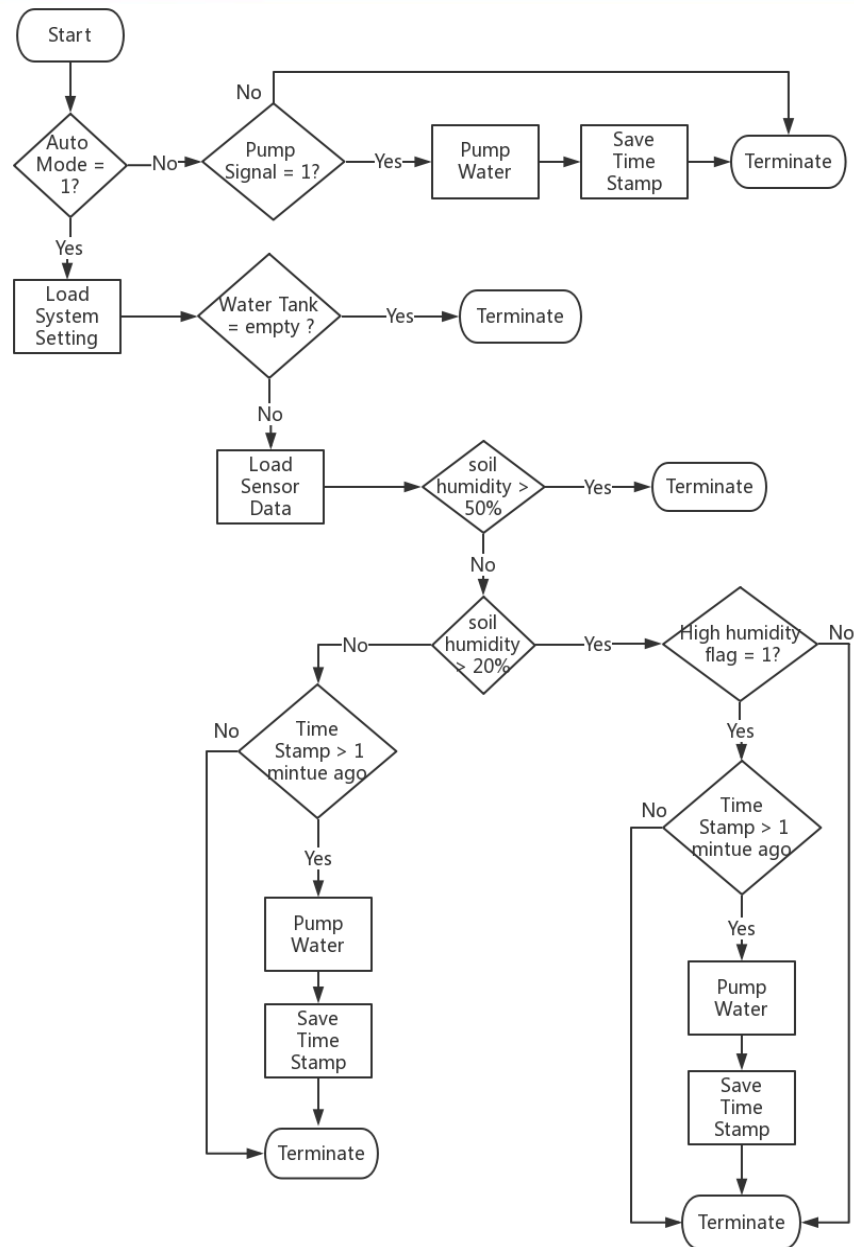 Start
No
Auto
Mode =
1?
No
Pump
Signal = 1?
Yes
Pump
Water
Save
Time
Stamp
Terminate
Yes
Load
System
Setting
Water Tank
= empty ?
Yes
Terminate
No
Load
Sensor
Data
soil
humidity >
50%
Yes
Terminate
No
soil
humidity
> 20%
No
Yes
High humidity
flag = 1?
No
No
Time
Stamp > 1
mintue ago
Yes
Pump
Water
Save
Time
Stamp
Terminate
Yes
No
Time
Stamp > 1
mintue ago
Yes
Pump
Water
Save
Time
Stamp
Terminate